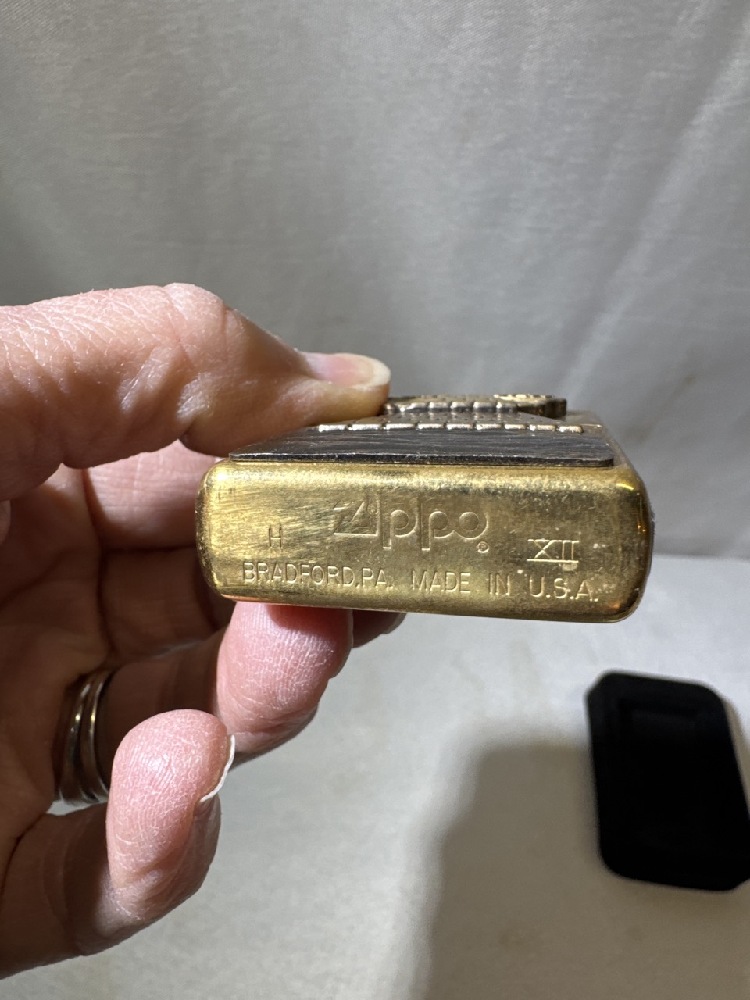 H Zippo® XII
BRADFORD,PA. MADE IN U.S.A.